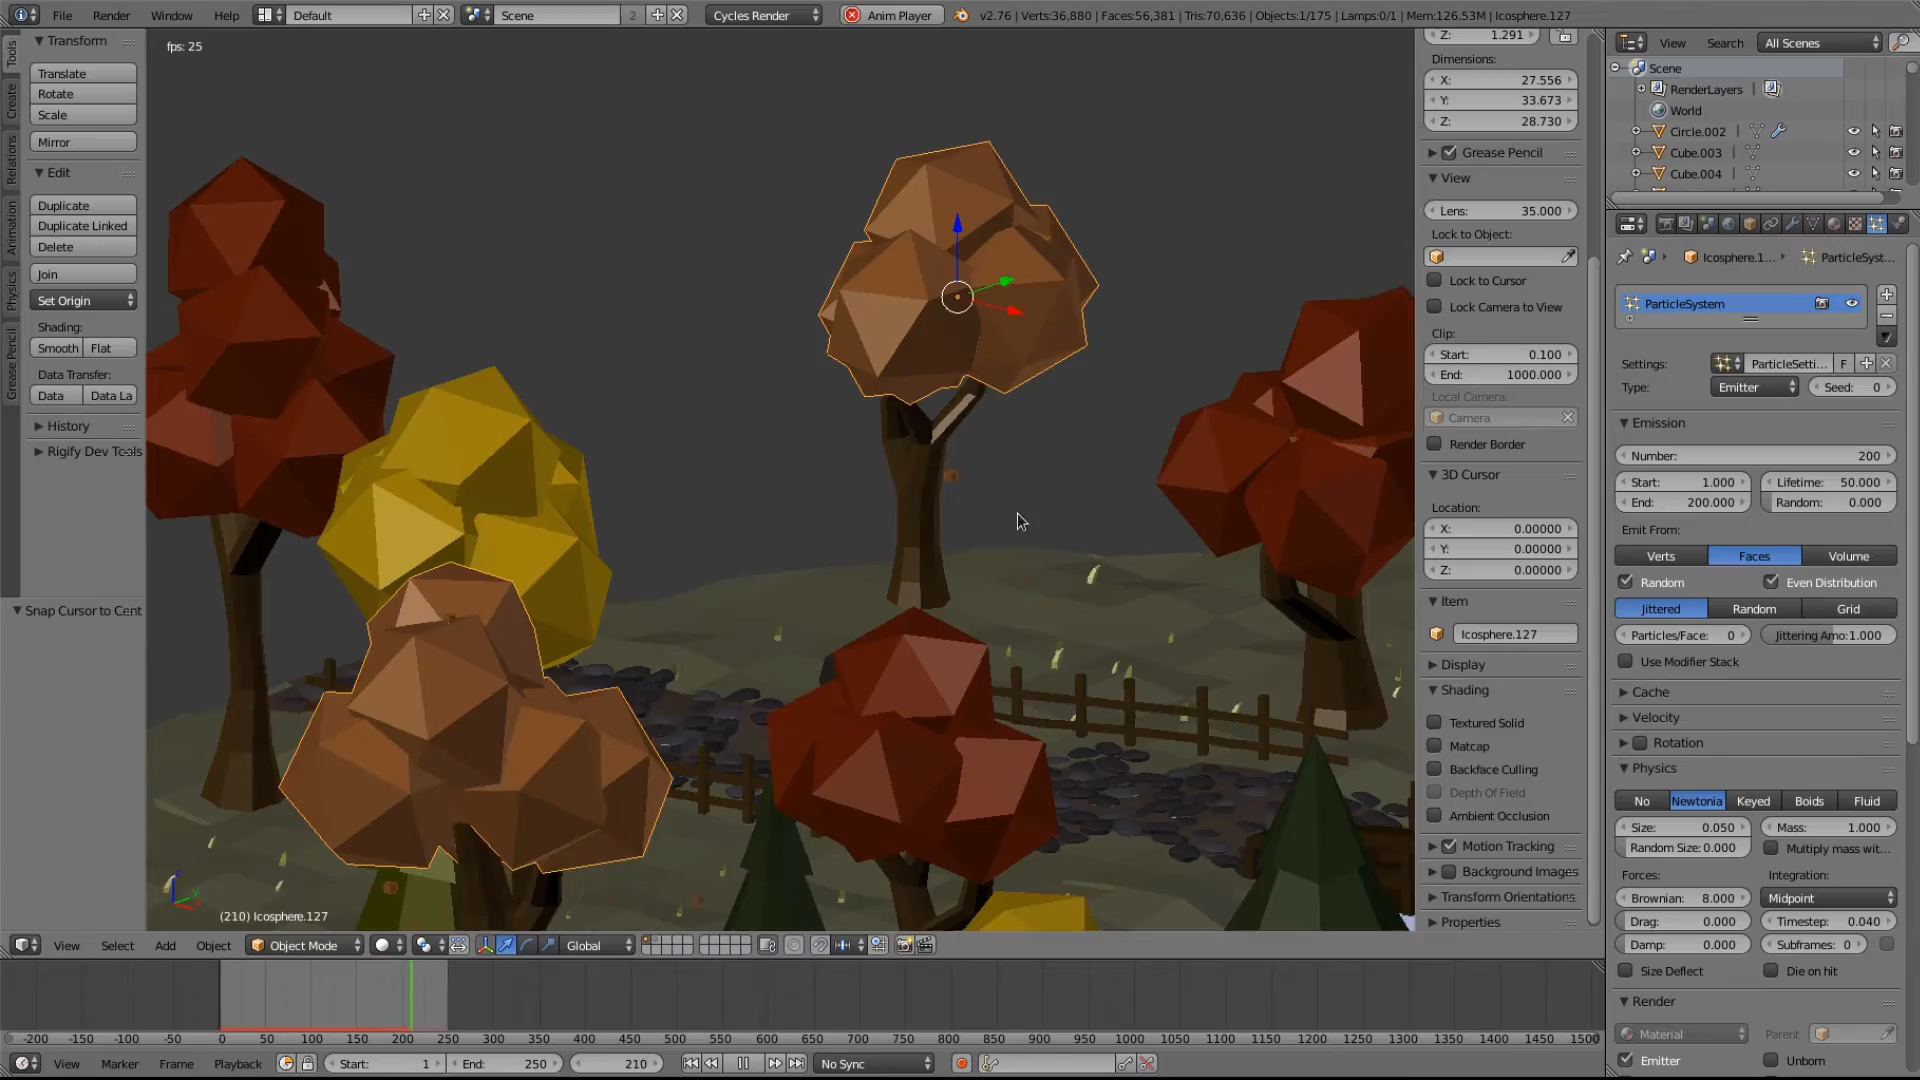 File Render Window Help Default Scene 2 Cycles Render Anim Player v2.76 | Verts:36,880 | Faces:56,381 | Tris:70,636 | Objects:1/175 | Lamps:0/1 | Mem:126.53M | Icosphere.127
Tools
Create
Relations
Animation
Physics
Grease Pencil
Transform
Translate
Rotate
Scale
Mirror
Edit
Duplicate
Duplicate Linked
Delete
Join
Set Origin
Shading:
Smooth Flat
Data Transfer:
Data Data La
History
Rigify Dev Tools
Snap Cursor to Cent
fps: 25
(210) Icosphere.127
Z: 1.291
Dimensions:
X: 27.556
Y: 33.673
Z: 28.730
Grease Pencil
View
Lens: 35.000
Lock to Object:
Lock to Cursor
Lock Camera to View
Clip:
Start: 0.100
End: 1000.000
Local Camera:
Camera
Render Border
3D Cursor
Location:
X: 0.00000
Y: 0.00000
Z: 0.00000
Item
Icosphere.127
Display
Shading
Textured Solid
Matcap
Backface Culling
Depth Of Field
Ambient Occlusion
Motion Tracking
Background Images
Transform Orientations
Properties
View Search All Scenes
Scene
RenderLayers
World
Circle.002
Cube.003
Cube.004
Icosphere.1... ParticleSyst...
ParticleSystem
Settings: ParticleSetti... F
Type: Emitter Seed: 0
Emission
Number: 200
Start: 1.000 Lifetime: 50.000
End: 200.000 Random: 0.000
Emit From:
Verts Faces Volume
Random Even Distribution
Jittered Random Grid
Particles/Face: 0 Jittering Amo:1.000
Use Modifier Stack
Cache
Velocity
Rotation
Physics
No Newtonia Keyed Boids Fluid
Size: 0.050 Mass: 1.000
Random Size:0.000 Multiply mass wit...
Forces: Integration:
Brownian: 8.000 Midpoint
Drag: 0.000 Timestep: 0.040
Damp: 0.000 Subframes: 0
Size Deflect Die on hit
Render
Material Parent:
Emitter Unborn
View Select Add Object Object Mode Global
-200 -150 -100 -50 0 50 100 150 200 250 300 350 400 450 500 550 600 650 700 750 800 850 900 950 1000 1050 1100 1150 1200 1250 1300 1350 1400 1450 1500
View Marker Frame Playback Start: 1 End: 250 210 No Sync